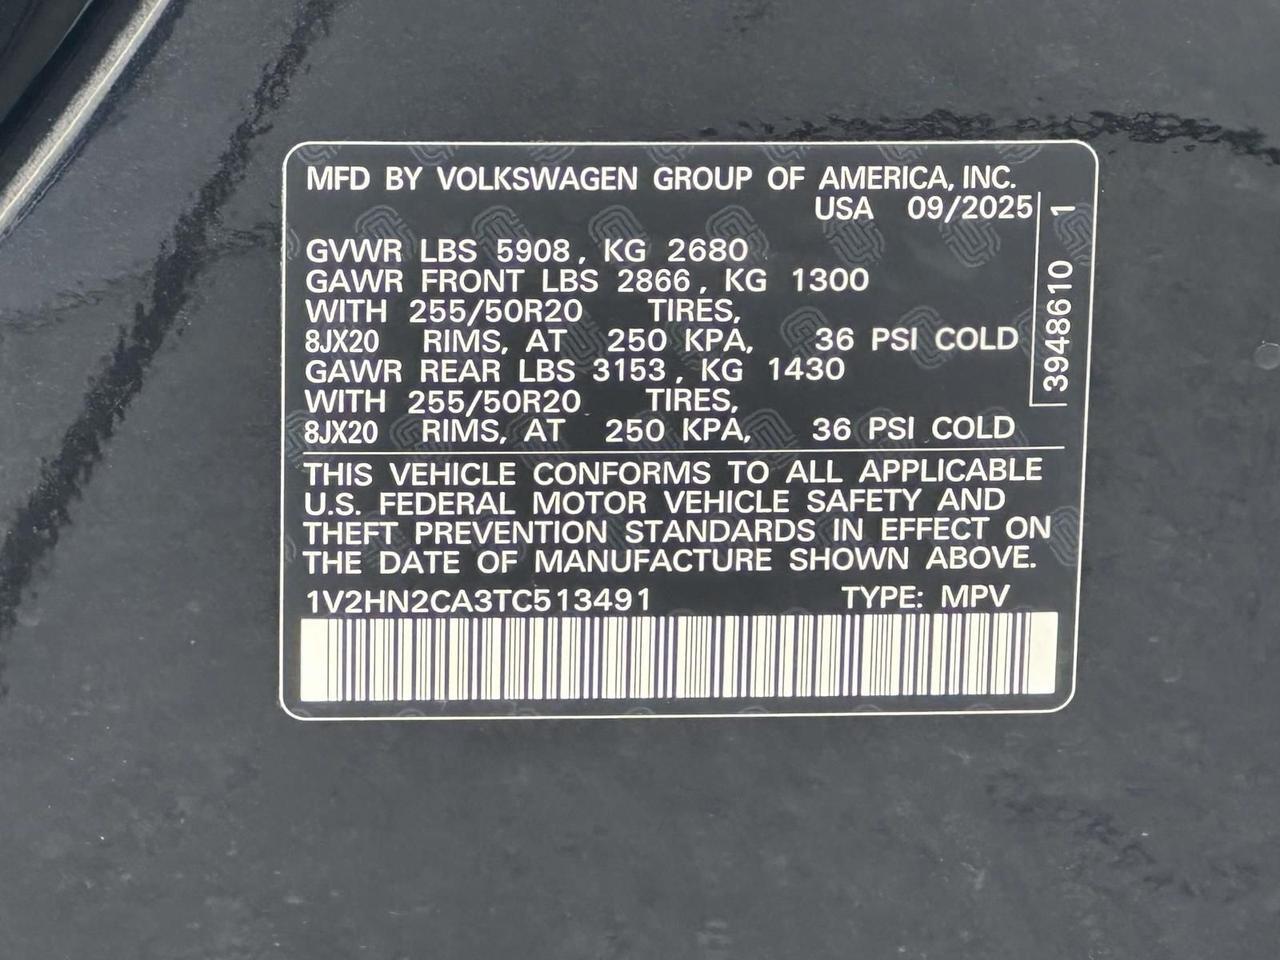 MFD BY VOLKSWAGEN GROUP OF AMERICA, INC.
USA 09/2025
GVWR LBS 5908, KG 2680
GAWR FRONT LBS 2866, KG 1300
WITH 255/50R20 TIRES,
8JX20 RIMS, AT 250 KPA, 36 PSI COLD
GAWR REAR LBS 3153, KG 1430
WITH 255/50R20 TIRES,
8JX20 RIMS, AT 250 KPA, 36 PSI COLD
3948610 1
THIS VEHICLE CONFORMS TO ALL APPLICABLE
U.S. FEDERAL MOTOR VEHICLE SAFETY AND
THEFT PREVENTION STANDARDS IN EFFECT ON
THE DATE OF MANUFACTURE SHOWN ABOVE.
1V2HN2CA3TC513491 TYPE: MPV